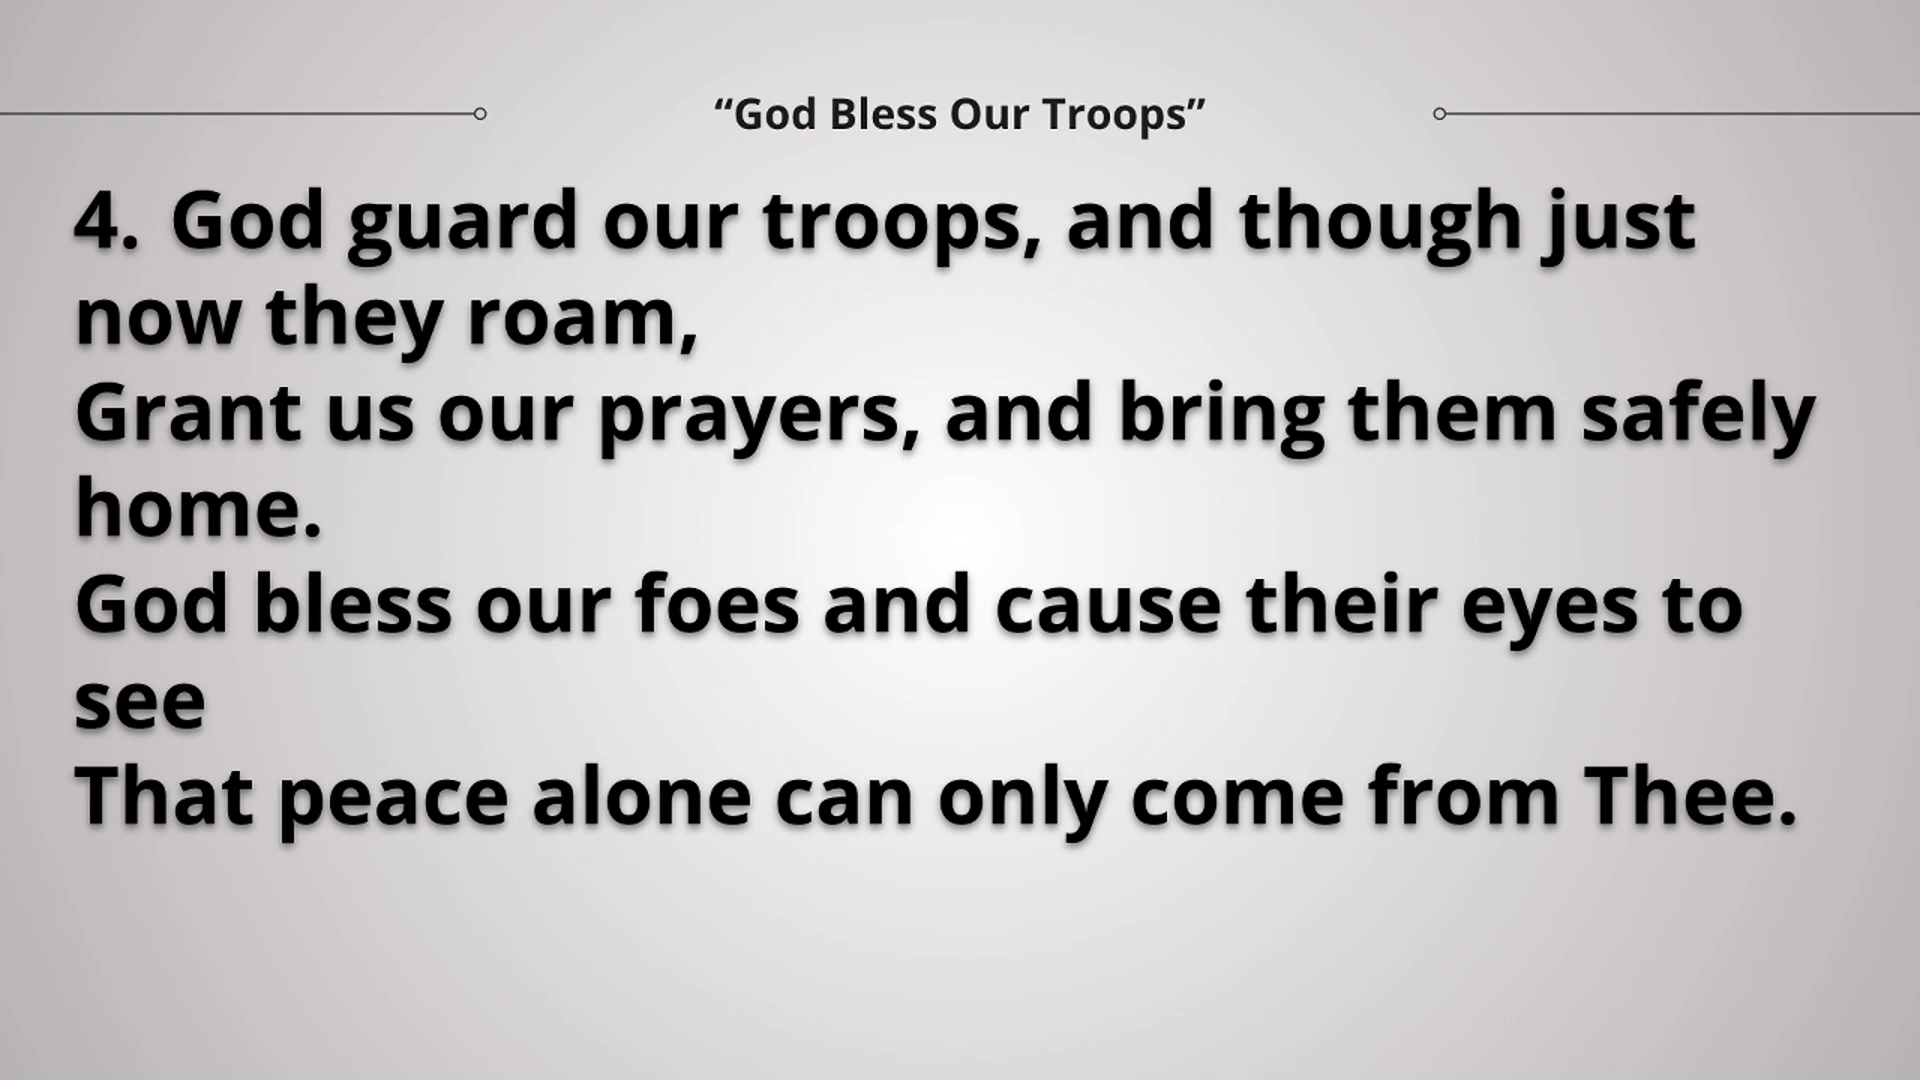 “God Bless Our Troops”
4. God guard our troops, and though just
now they roam,
Grant us our prayers, and bring them safely
home.
God bless our foes and cause their eyes to
see
That peace alone can only come from Thee.